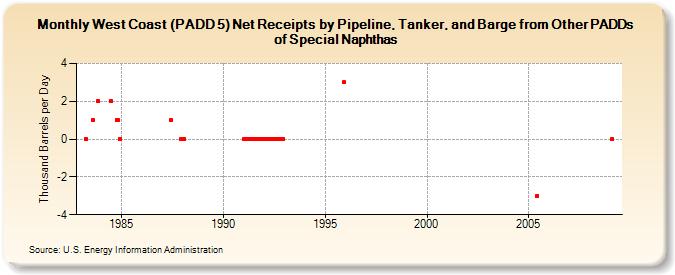 Monthly West Coast (PADD 5) Net Receipts by Pipeline, Tanker, and Barge from Other PADDs
of Special Naphthas
Thousand Barrels per Day
4
2
0
-2
-4
1985
1990
1995
2000
2005
Source: U.S. Energy Information Administration